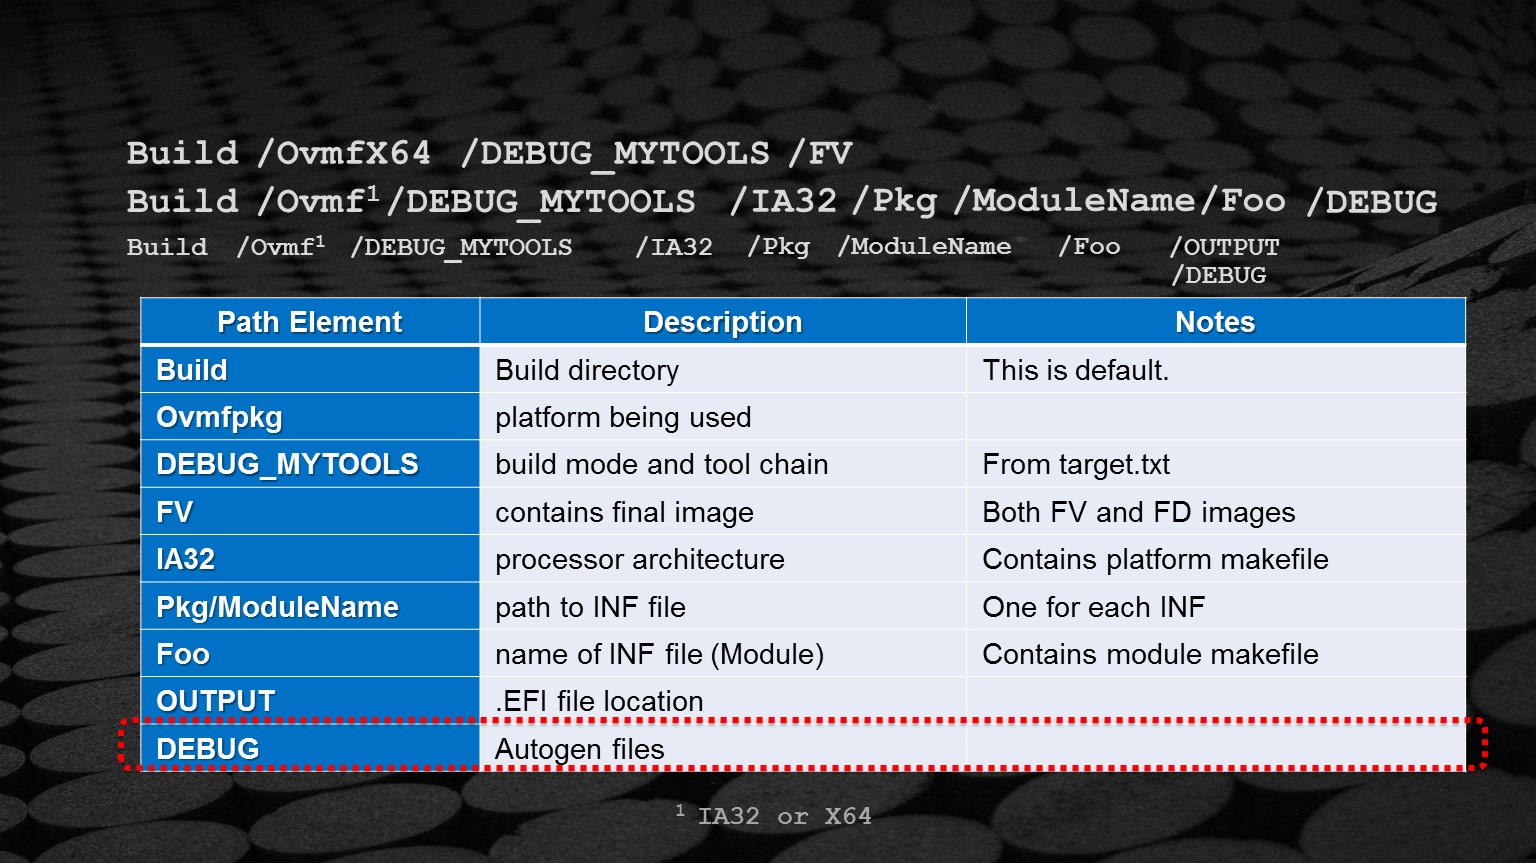 Build /OvmfX64 /DEBUG_MYTOOLS /FV
Build /Ovmf¹/DEBUG_MYTOOLS /IA32 /Pkg /ModuleName/Foo /DEBUG
Build /Ovmf¹ /DEBUG_MYTOOLS /IA32 /Pkg /ModuleName /Foo /OUTPUT
/DEBUG
Path Element Description Notes
Build Build directory This is default.
Ovmfpkg platform being used
DEBUG_MYTOOLS build mode and tool chain From target.txt
FV contains final image Both FV and FD images
IA32 processor architecture Contains platform makefile
Pkg/ModuleName path to INF file One for each INF
Foo name of INF file (Module) Contains module makefile
OUTPUT .EFI file location
DEBUG Autogen files
¹ IA32 or X64